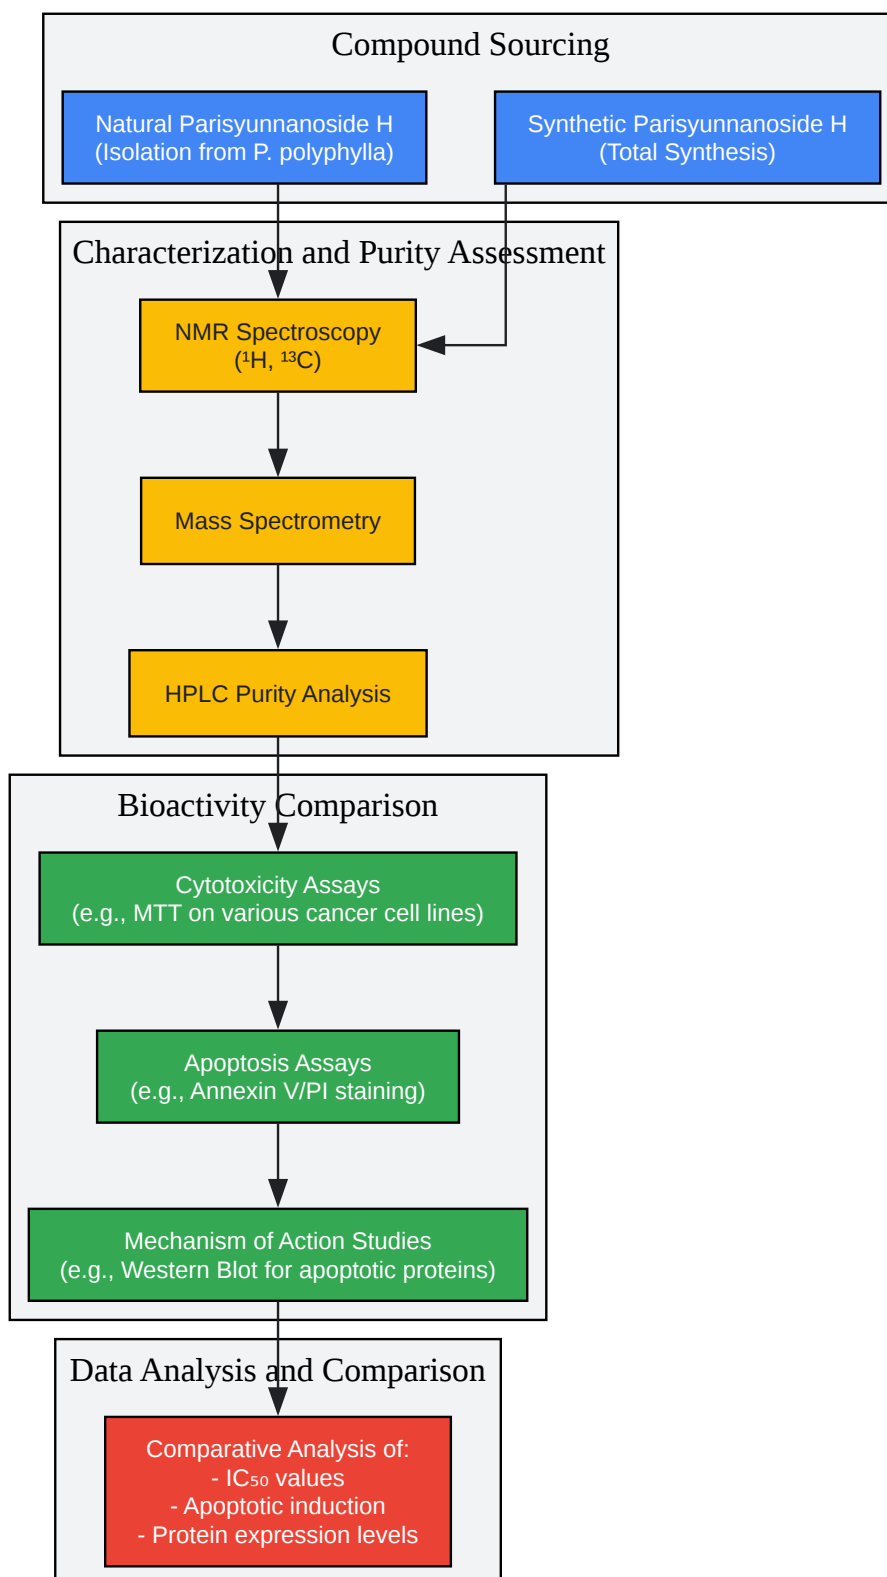 Compound Sourcing
Natural Parisyunnanoside H
(Isolation from P. polyphylla)
Synthetic Parisyunnanoside H
(Total Synthesis)
Characterization and Purity Assessment
NMR Spectroscopy
(¹H, ¹³C)
Mass Spectrometry
HPLC Purity Analysis
Bioactivity Comparison
Cytotoxicity Assays
(e.g., MTT on various cancer cell lines)
Apoptosis Assays
(e.g., Annexin V/PI staining)
Mechanism of Action Studies
(e.g., Western Blot for apoptotic proteins)
Data Analysis and Comparison
Comparative Analysis of:
- IC₅₀ values
- Apoptotic induction
- Protein expression levels